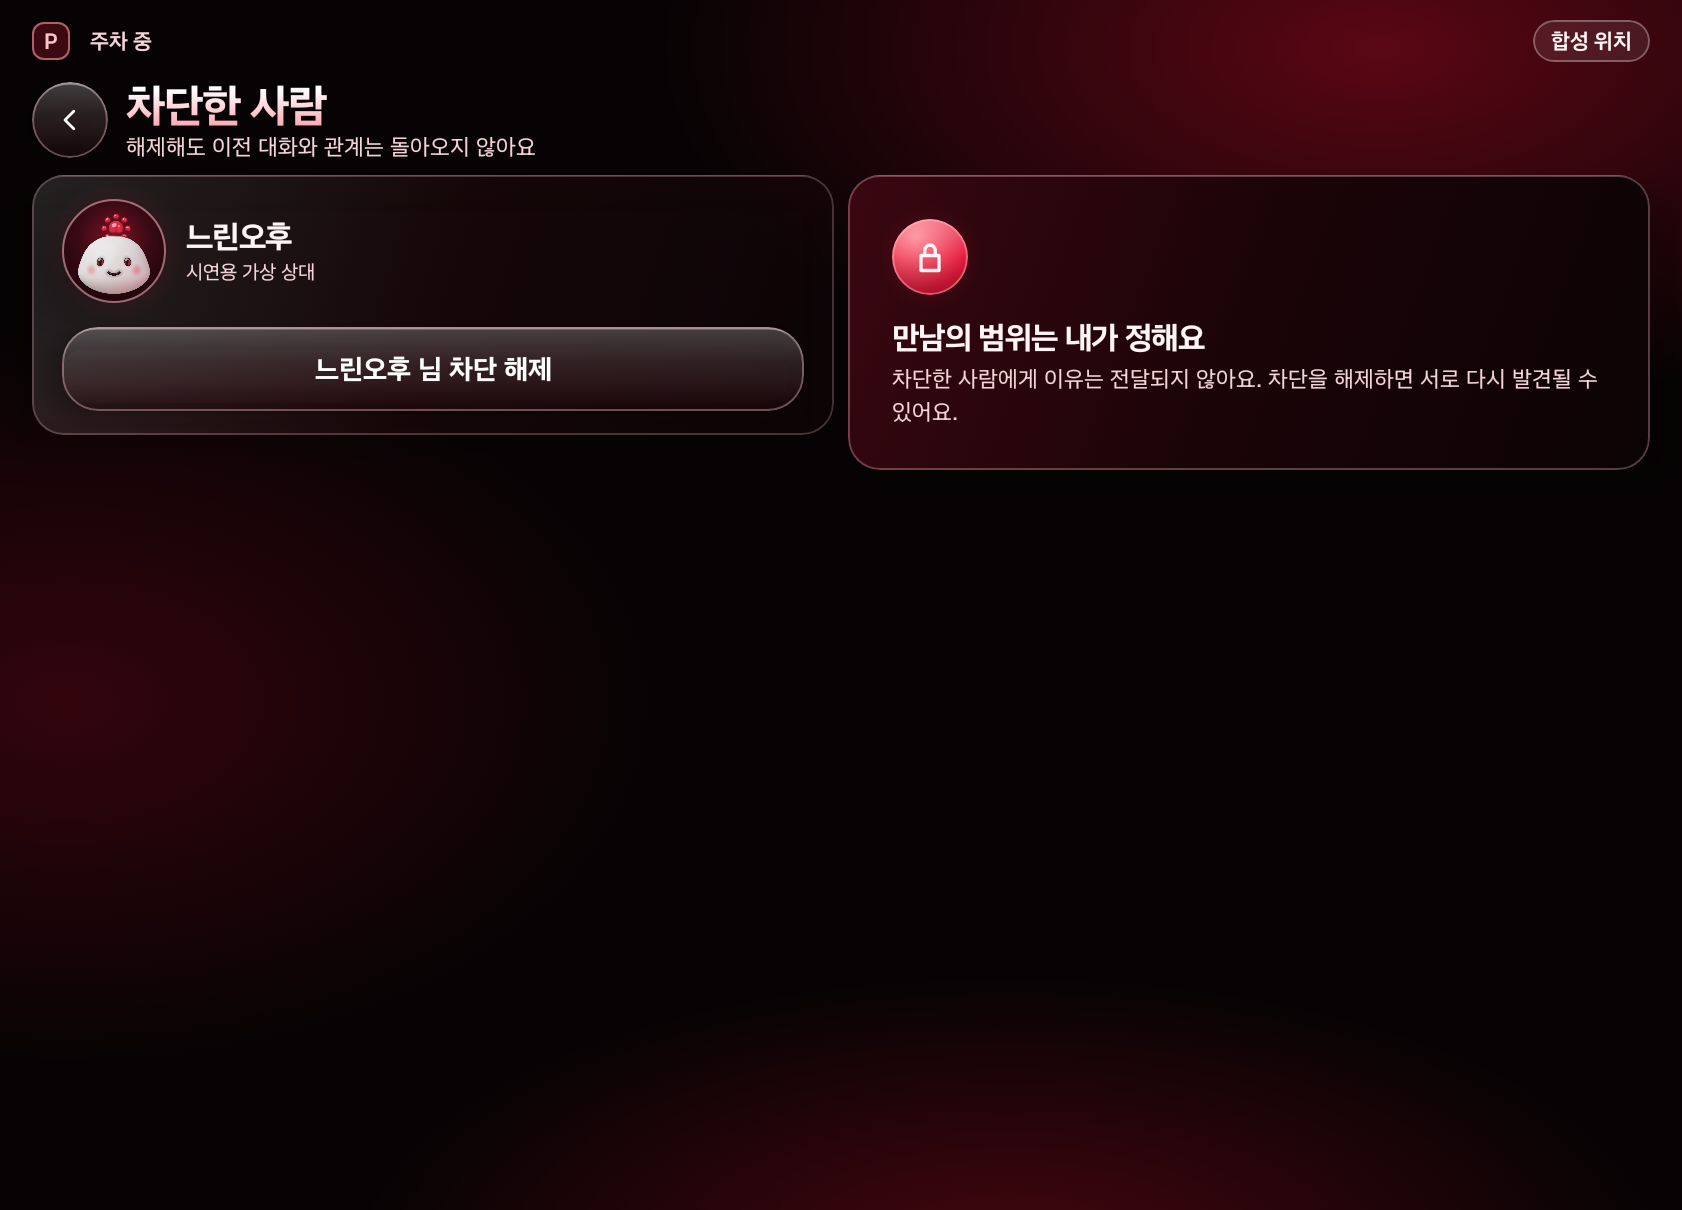 P 주차 중
합성 위치
차단한 사람
해제해도 이전 대화와 관계는 돌아오지 않아요
느린오후
시연용 가상 상대
느린오후 님 차단 해제
만남의 범위는 내가 정해요
차단한 사람에게 이유는 전달되지 않아요. 차단을 해제하면 서로 다시 발견될 수
있어요.